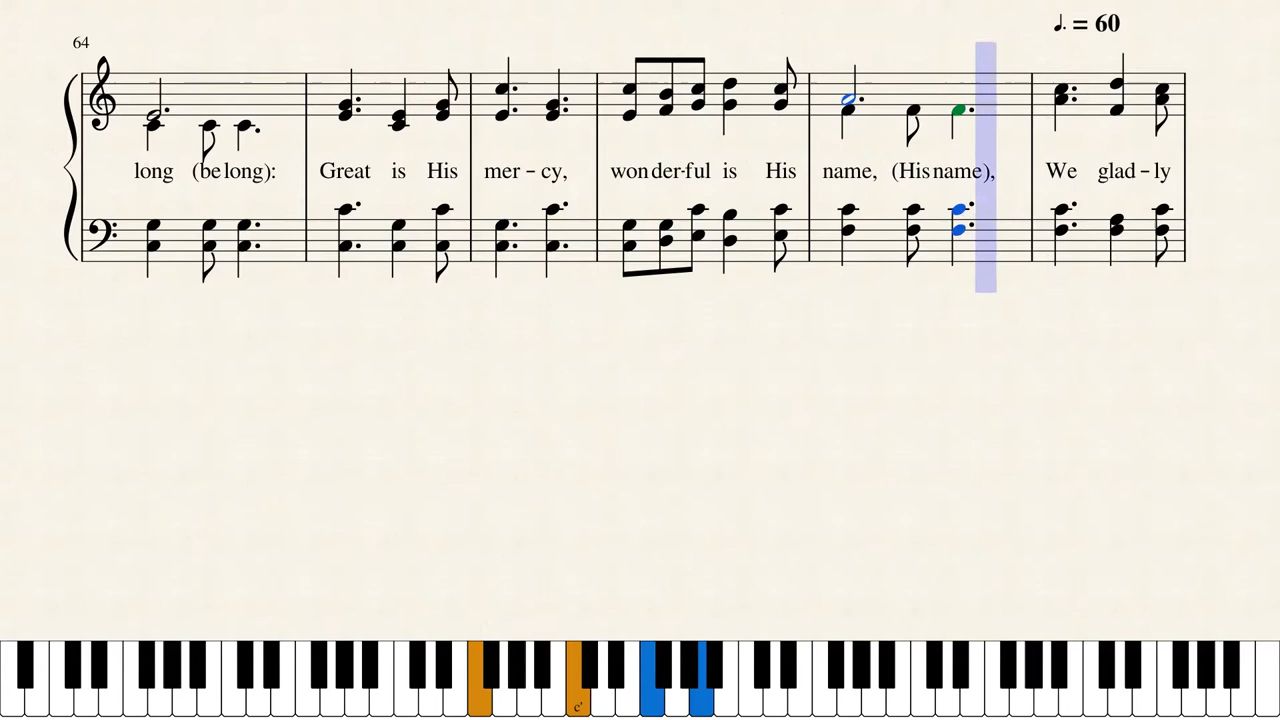 ♩. = 60
64
long (be long): Great is His mer – cy, won der-ful is His name, (His name), We glad – ly
c'